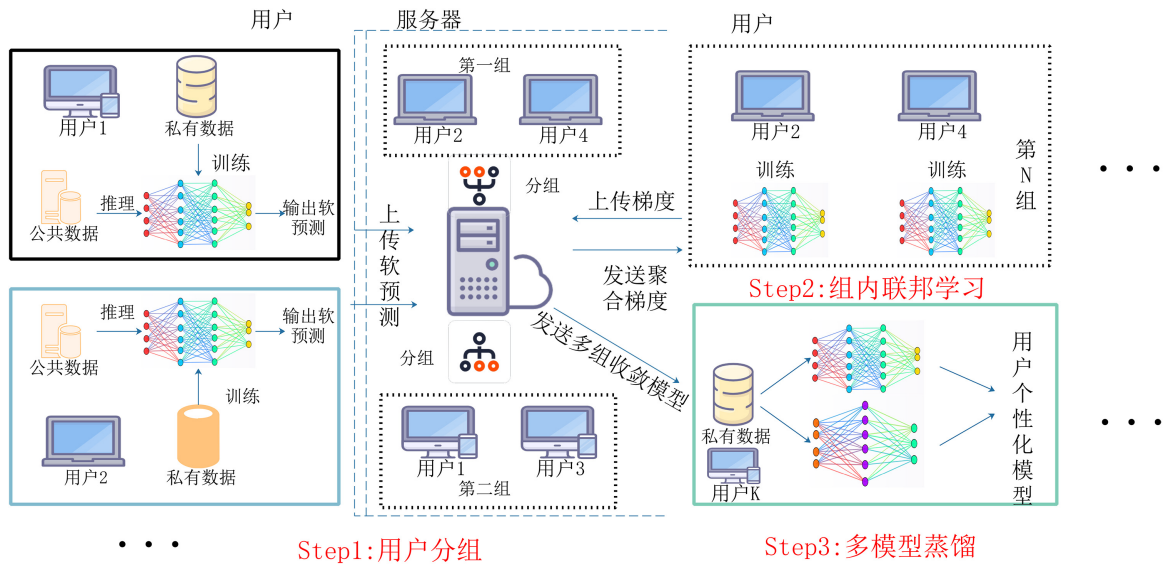 用户
服务器
用户
用户1
私有数据
训练
公共数据
推理
输出软
预测
公共数据
推理
输出软
预测
训练
用户2
私有数据
上传软预测
第一组
用户2
用户4
分组
分组
用户1
用户3
第二组
上传梯度
发送聚
合梯度
发送多组收敛模型
用户2
用户4
训练
训练
第N组
Step2:组内联邦学习
私有数据
用户K
用户个性化模型
Step1:用户分组
Step3:多模型蒸馏